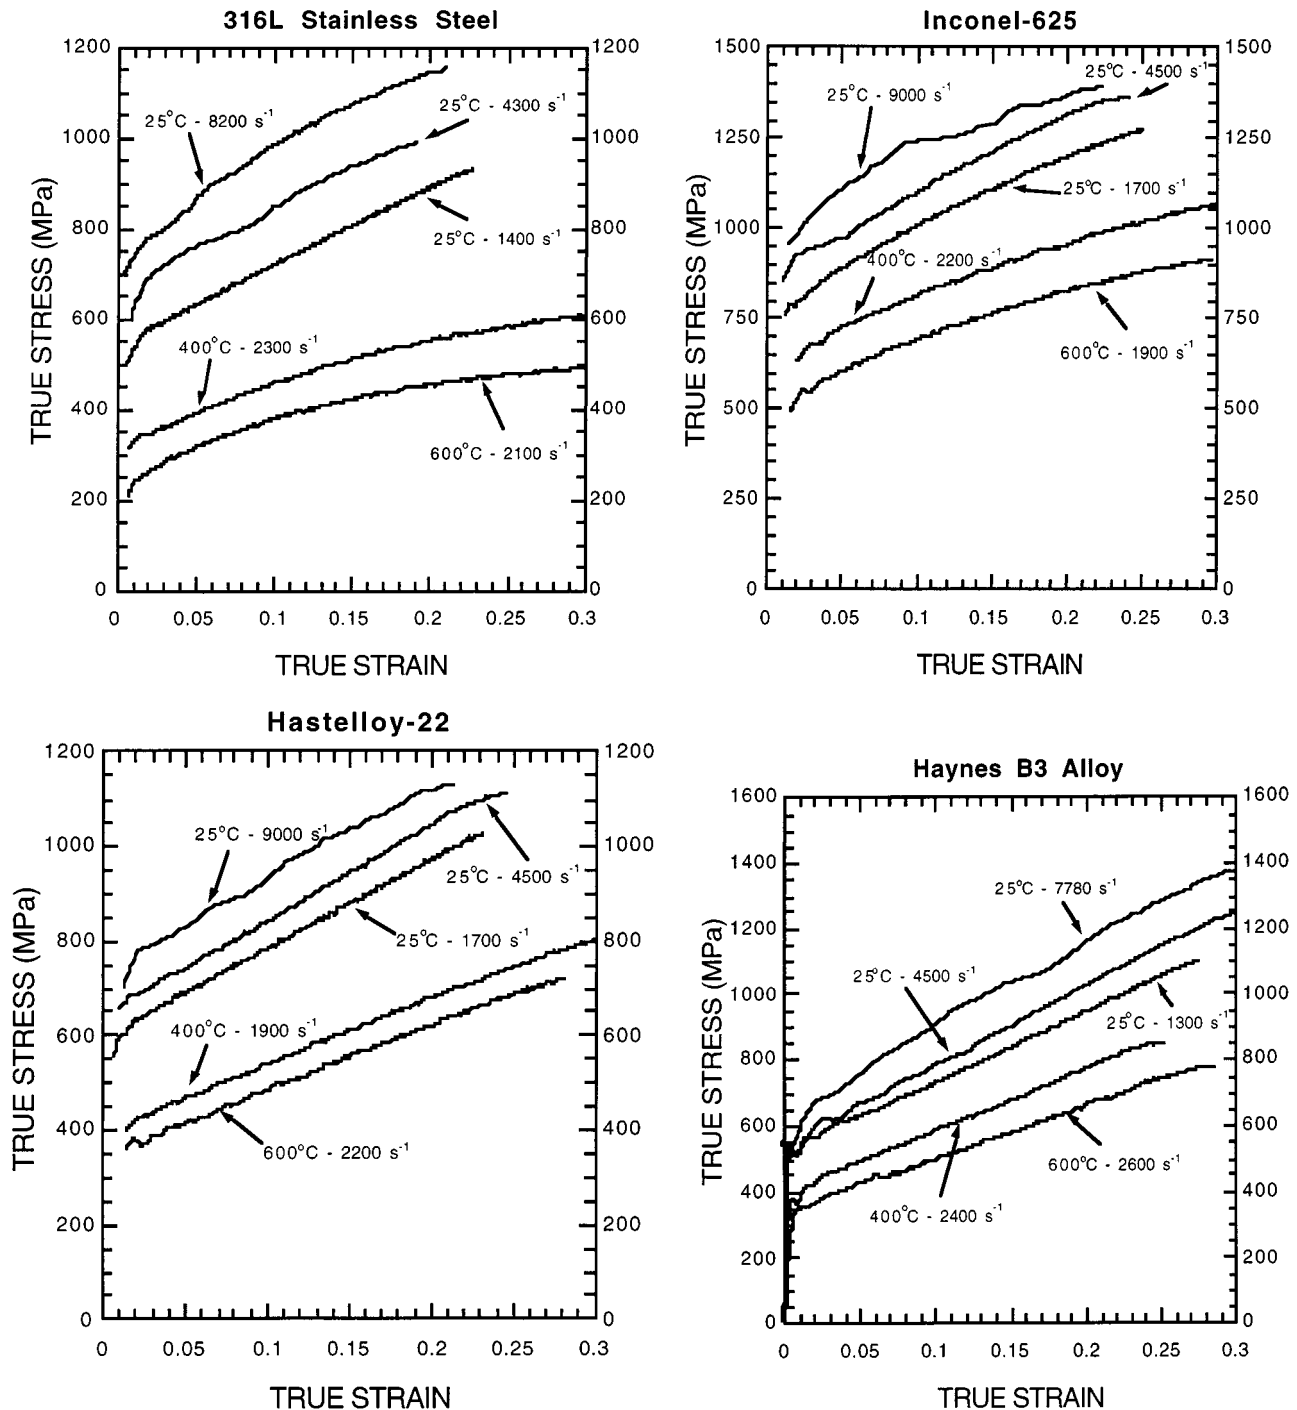 316L Stainless Steel
1200
1000
800
600
400
200
0
1200
1000
800
600
400
200
0
25°C - 8200 s⁻¹
25°C - 4300 s⁻¹
25°C - 1400 s⁻¹
400°C - 2300 s⁻¹
600°C - 2100 s⁻¹
TRUE STRESS (MPa)
0 0.05 0.1 0.15 0.2 0.25 0.3
TRUE STRAIN
Inconel-625
1500
1250
1000
750
500
250
0
1500
1250
1000
750
500
250
0
25°C - 4500 s⁻¹
25°C - 9000 s⁻¹
25°C - 1700 s⁻¹
400°C - 2200 s⁻¹
600°C - 1900 s⁻¹
TRUE STRESS (MPa)
0 0.05 0.1 0.15 0.2 0.25 0.3
TRUE STRAIN
Hastelloy-22
1200
1000
800
600
400
200
0
1200
1000
800
600
400
200
0
25°C - 9000 s⁻¹
25°C - 4500 s⁻¹
25°C - 1700 s⁻¹
400°C - 1900 s⁻¹
600°C - 2200 s⁻¹
TRUE STRESS (MPa)
0 0.05 0.1 0.15 0.2 0.25 0.3
TRUE STRAIN
Haynes B3 Alloy
1600
1400
1200
1000
800
600
400
200
0
1600
1400
1200
1000
800
600
400
200
0
25°C - 7780 s⁻¹
25°C - 4500 s⁻¹
25°C - 1300 s⁻¹
600°C - 2600 s⁻¹
400°C - 2400 s⁻¹
TRUE STRESS (MPa)
0 0.05 0.1 0.15 0.2 0.25 0.3
TRUE STRAIN